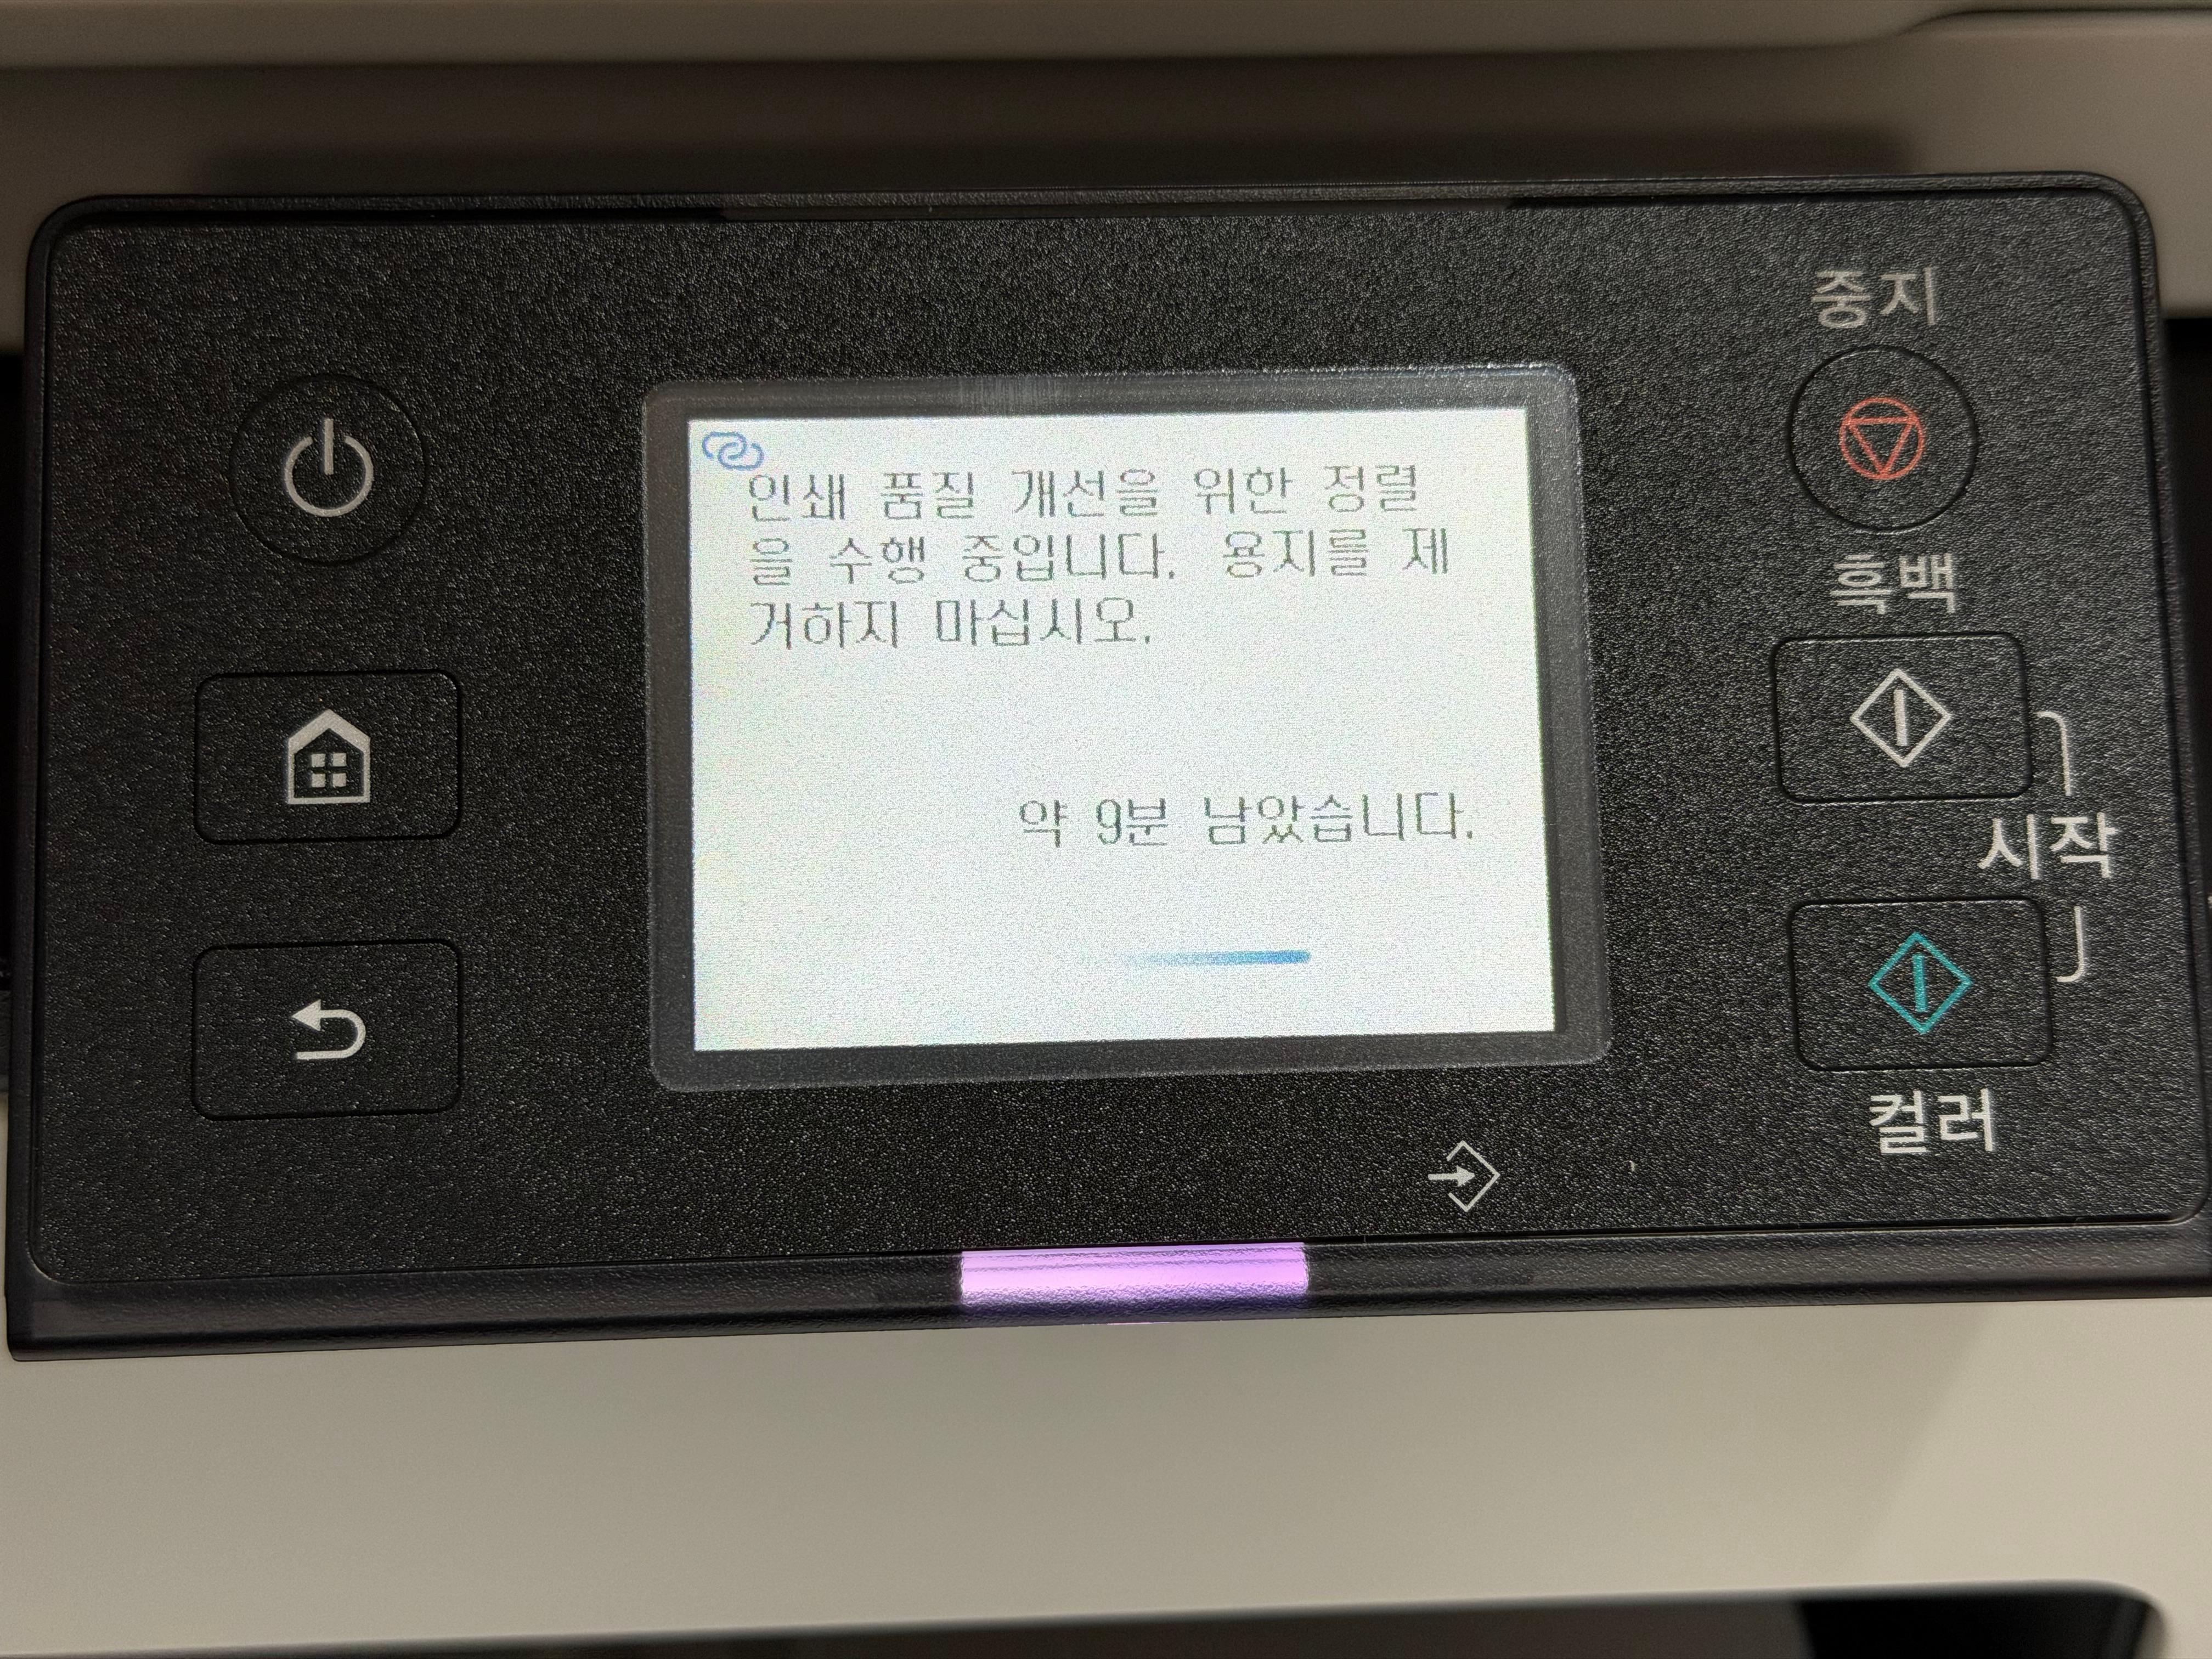 중지
인쇄 품질 개선을 위한 정렬
을 수행 중입니다. 용지를 제
거하지 마십시오.
흑백
약 9분 남았습니다.
시작
컬러